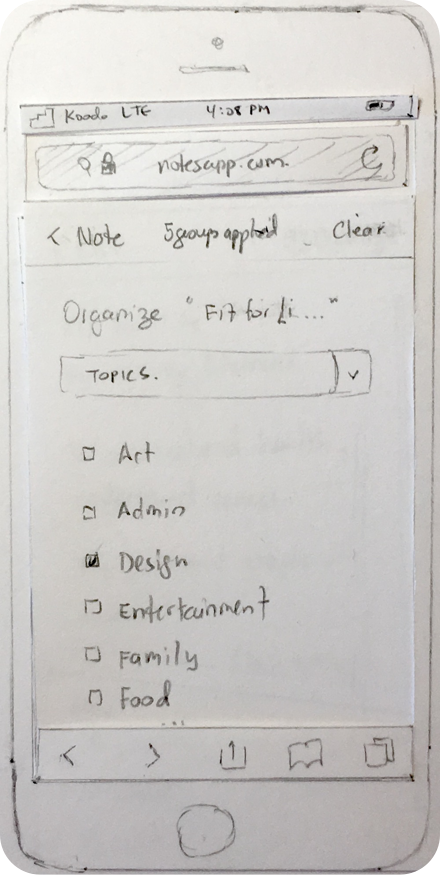 Koodo LTE 4:08 PM
notesapp.com
< Note 5 groups applied Clear
Organize "Fit for Li..."
TOPICS.
Art
Admin
Design
Entertainment
Family
Food
...